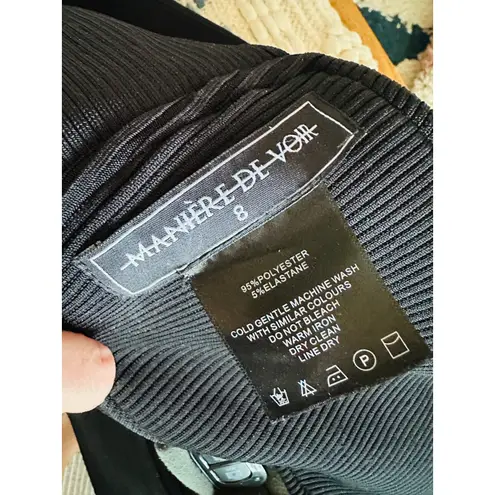 MANIÈRE DE VOIR
8
95%POLYESTER
5%ELASTANE
COLD GENTLE MACHINE WASH
WITH SIMILAR COLOURS
DO NOT BLEACH
WARM IRON
DRY CLEAN
LINE DRY
P